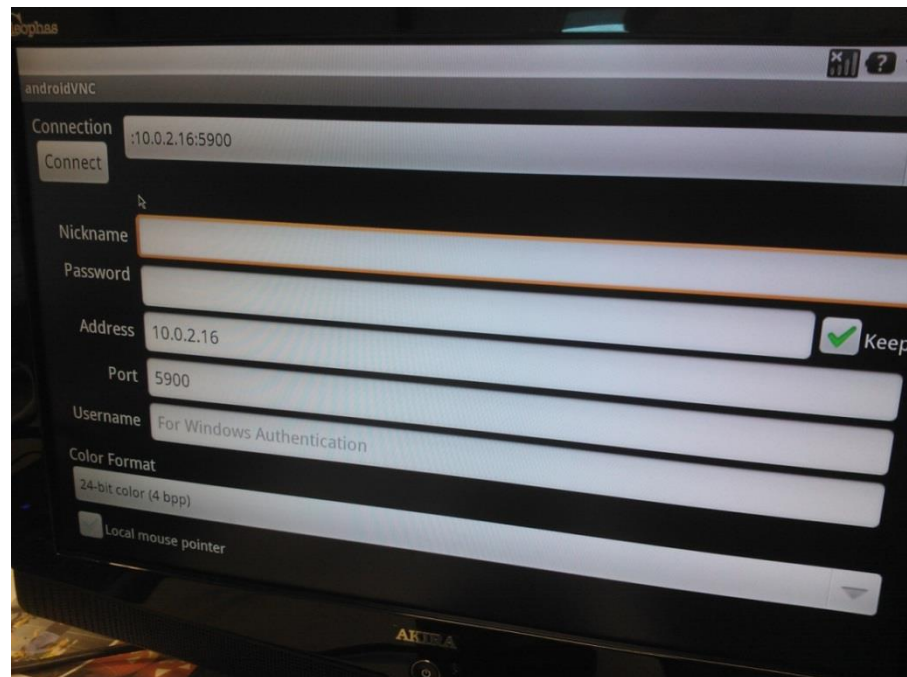 androidVNC
Connection
:10.0.2.16:5900
Connect
Nickname
Password
Keep
Address
10.0.2.16
Port
5900
Username
For Windows Authentication
Color Format
24-bit color (4 bpp)
Local mouse pointer
AKIRA